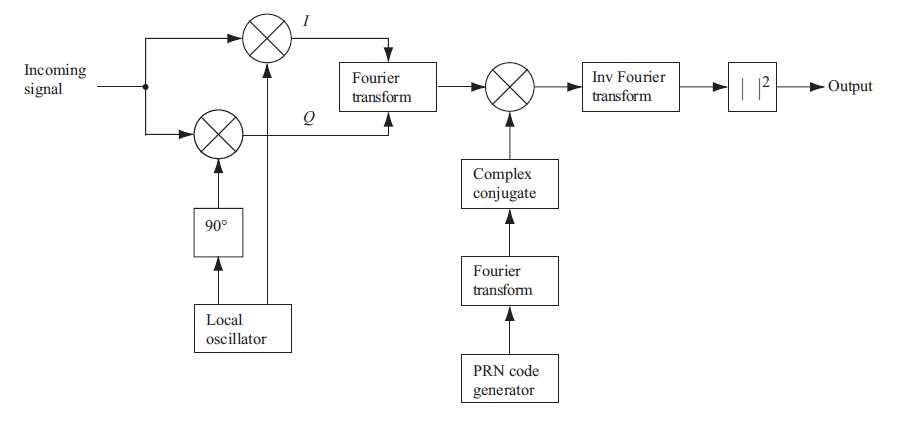 I
Incoming
signal
Fourier
transform
Inv Fourier
transform
| |2
Output
Q
Complex
conjugate
90°
Fourier
transform
Local
oscillator
PRN code
generator